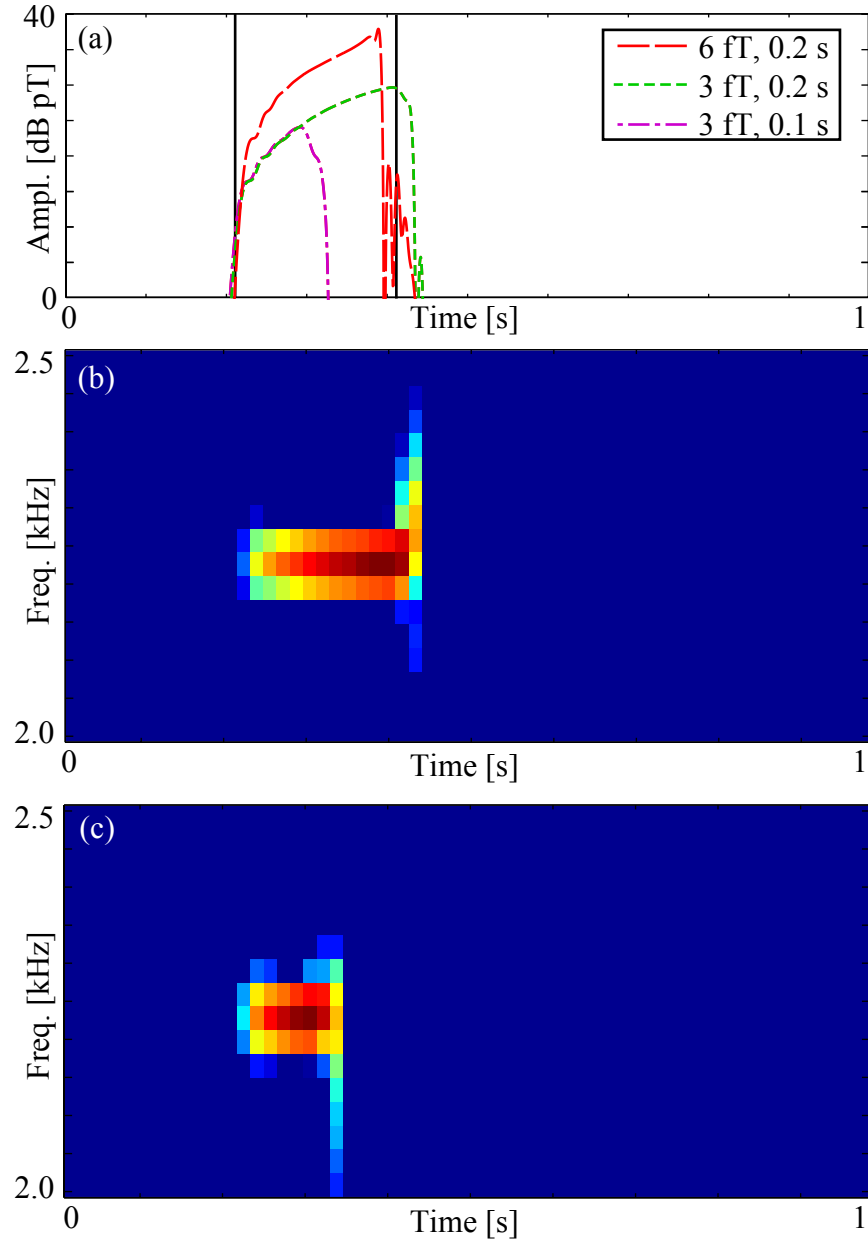 40
(a)
6 fT, 0.2 s
3 fT, 0.2 s
3 fT, 0.1 s
Ampl. [dB pT]
0
0
Time [s]
1
2.5
(b)
Freq. [kHz]
2.0
0
Time [s]
1
2.5
(c)
Freq. [kHz]
2.0
0
Time [s]
1